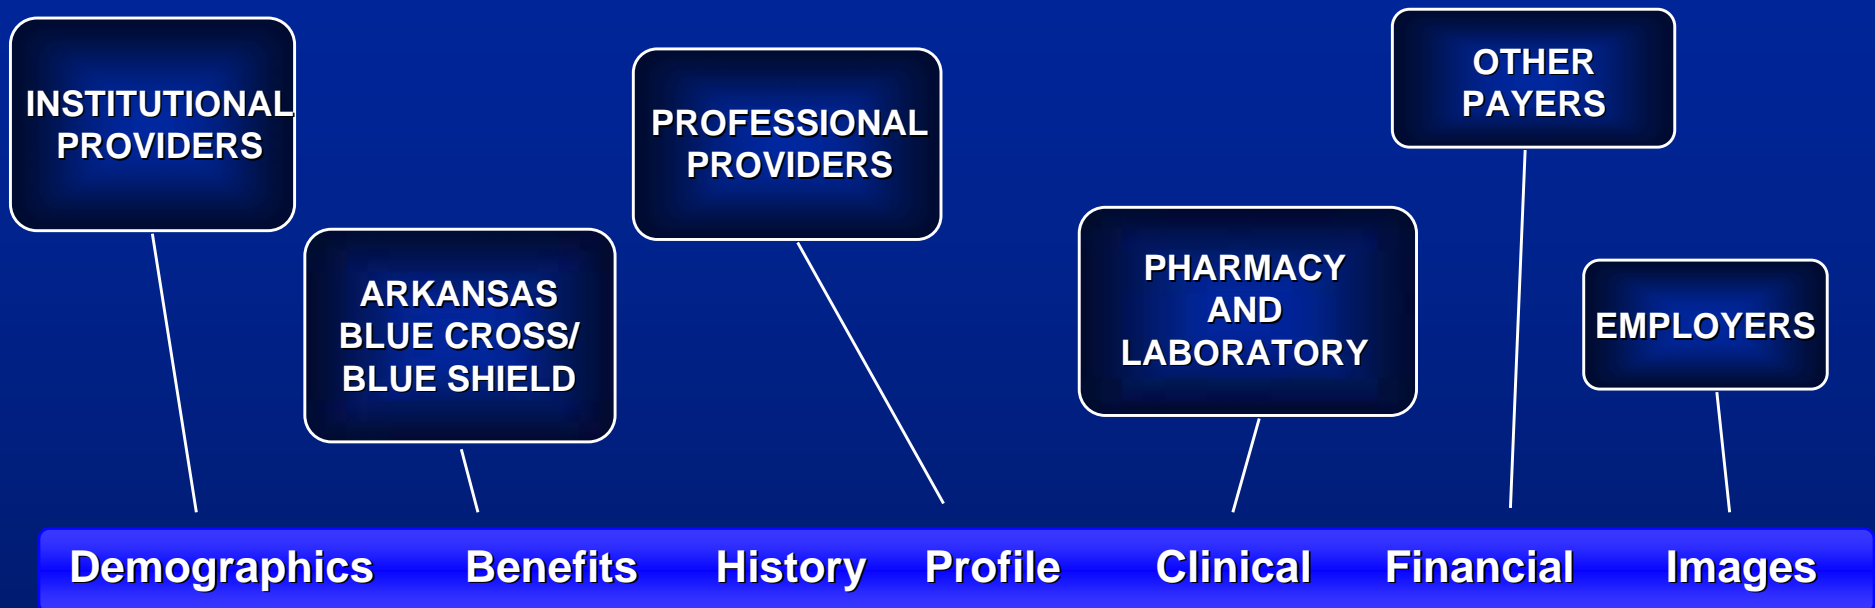 INSTITUTIONAL
PROVIDERS
ARKANSAS
BLUE CROSS/
BLUE SHIELD
PROFESSIONAL
PROVIDERS
PHARMACY
AND
LABORATORY
OTHER
PAYERS
EMPLOYERS
Demographics Benefits History Profile Clinical Financial Images